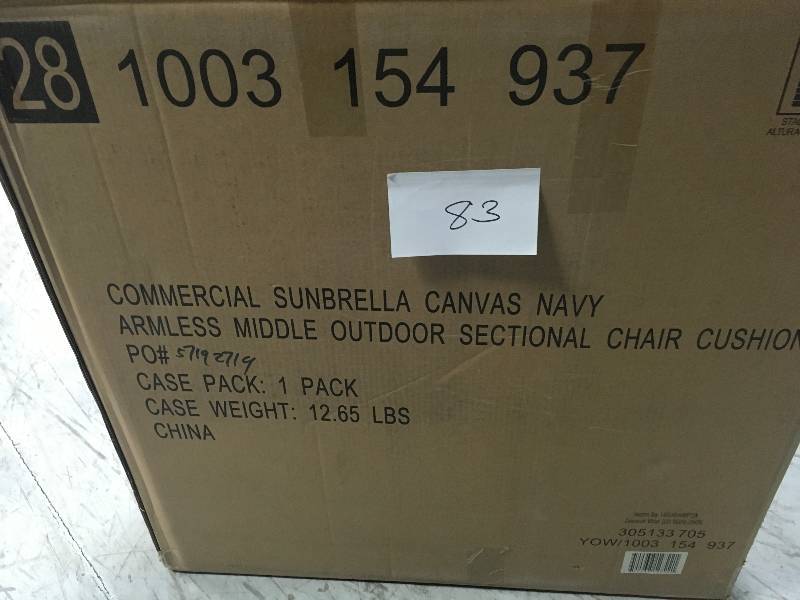 28 1003 154 937
83
COMMERCIAL SUNBRELLA CANVAS NAVY
ARMLESS MIDDLE OUTDOOR SECTIONAL CHAIR CUSHION
PO# 57192719
CASE PACK: 1 PACK
CASE WEIGHT: 12.65 LBS
CHINA
305133705
YOW/1003 154 937